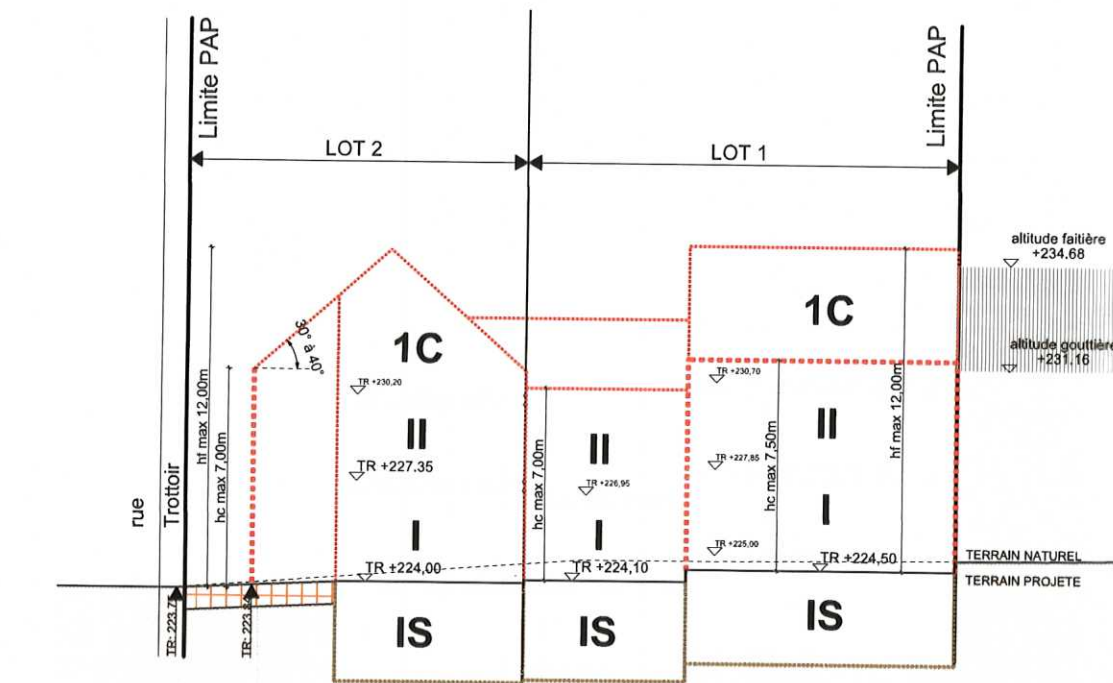 Limite PAP
Limite PAP
LOT 2
LOT 1
altitude faitière
+234.68
altitude gouttière
+231.16
1C
1C
30° à 40°
TR +230,20
TR +230,70
hf max 12,00m
hc max 7,00m
hc max 7,00m
hc max 7,50m
hf max 12,00m
II
II
II
TR +227.35
TR +226,95
TR +227,85
rue
Trottoir
I
I
I
TR +225,00
TR +224,00
TR +224,10
TR +224,50
TERRAIN NATUREL
TERRAIN PROJETE
IS
IS
IS